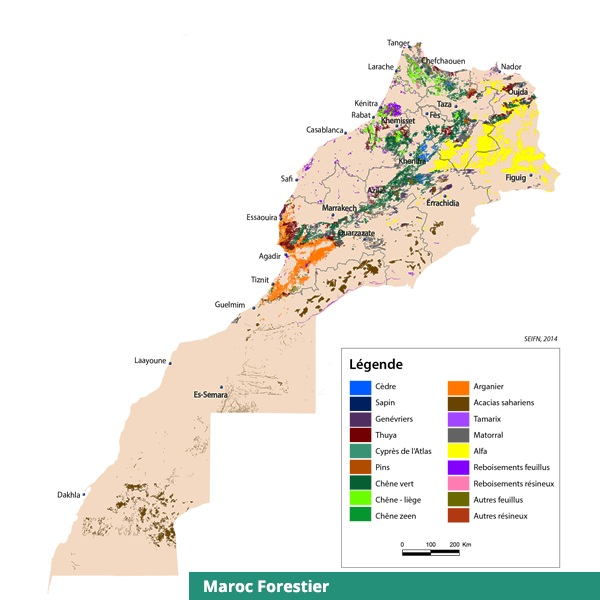 Tanger
Chefchaouen
Larache
Nador
Oujda
Kénitra
Taza
Rabat
Fès
Khemisset
Casablanca
Khenifra
Safi
Figuig
Azilal
Errachidia
Marrakech
Essaouira
Ouarzazate
Agadir
Tiznit
Guelmim
SEIFN, 2014
Laayoune
Es-Semara
Dakhla
Légende
Cèdre
Sapin
Genévriers
Thuya
Cyprès de l'Atlas
Pins
Chêne vert
Chêne - liège
Chêne zeen
Arganier
Acacias sahariens
Tamarix
Matorral
Alfa
Reboisements feuillus
Reboisements résineux
Autres feuillus
Autres résineux
0 100 200 Km
Maroc Forestier